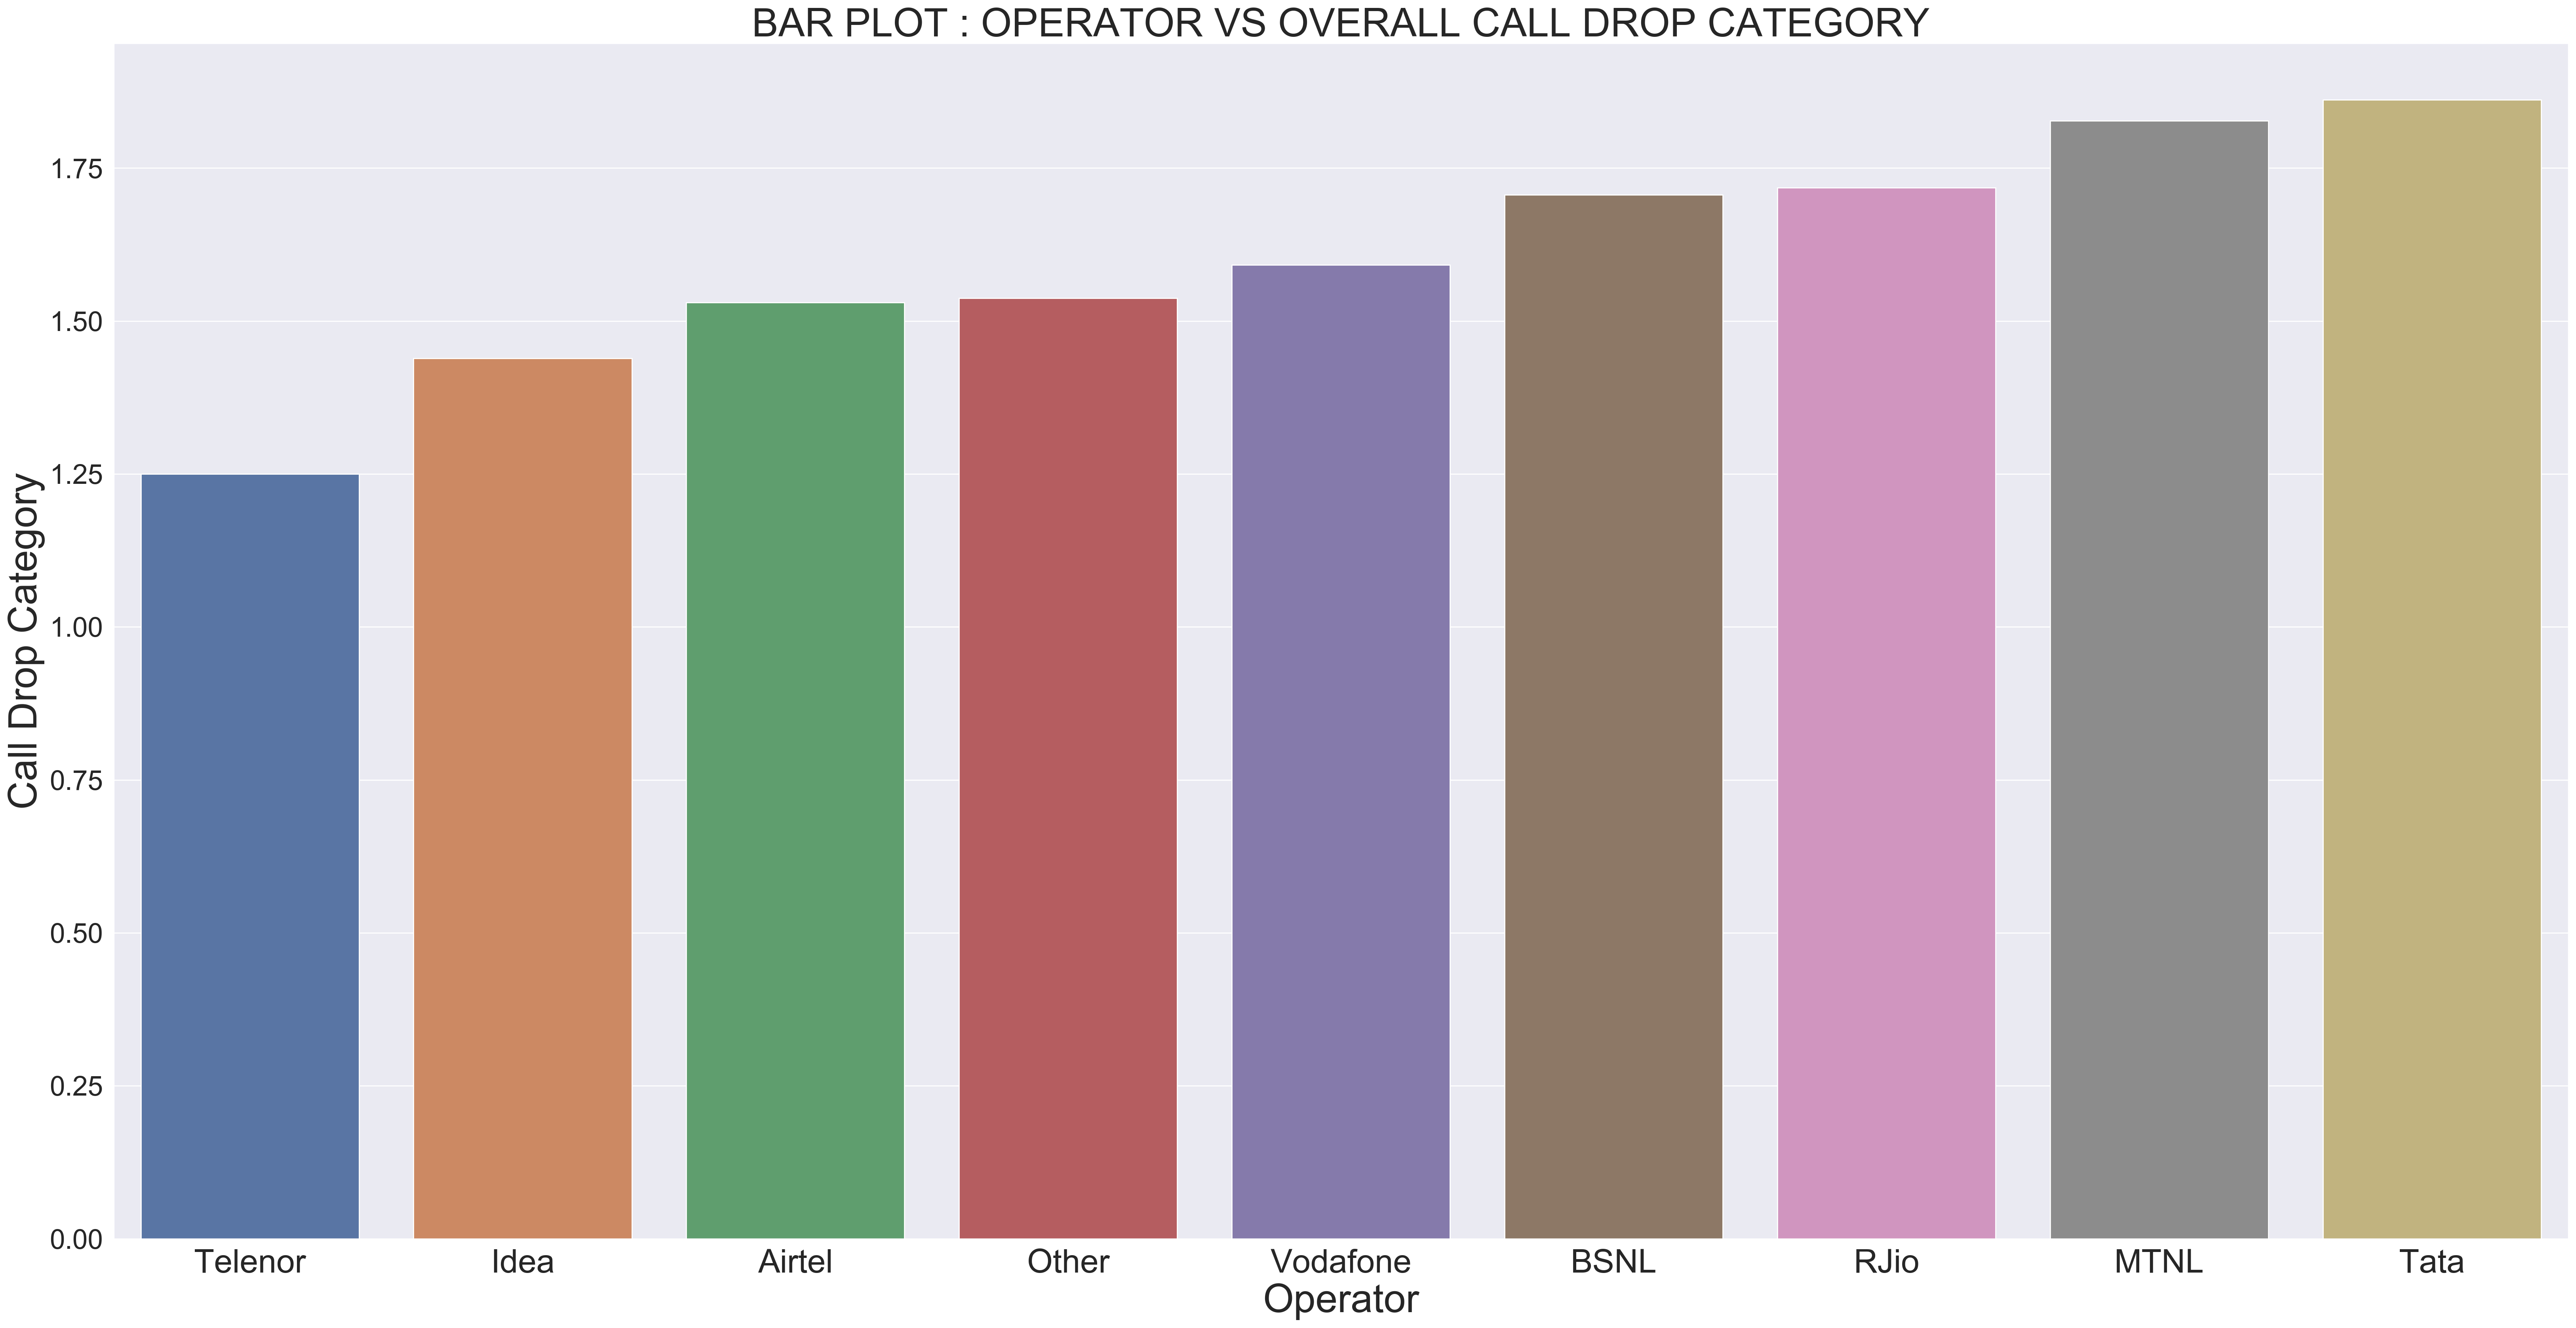 BAR PLOT : OPERATOR VS OVERALL CALL DROP CATEGORY
Call Drop Category
1.75
1.50
1.25
1.00
0.75
0.50
0.25
0.00
Telenor Idea Airtel Other Vodafone BSNL RJio MTNL Tata
Operator